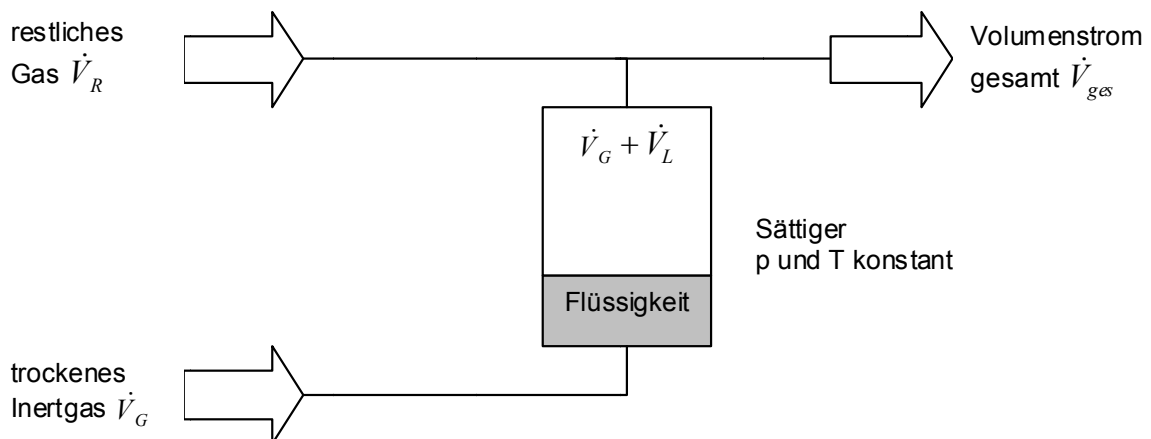 restliches
Gas V̇_R
Volumenstrom
gesamt V̇_ges
V̇_G + V̇_L
Sättiger
p und T konstant
Flüssigkeit
trockenes
Inertgas V̇_G